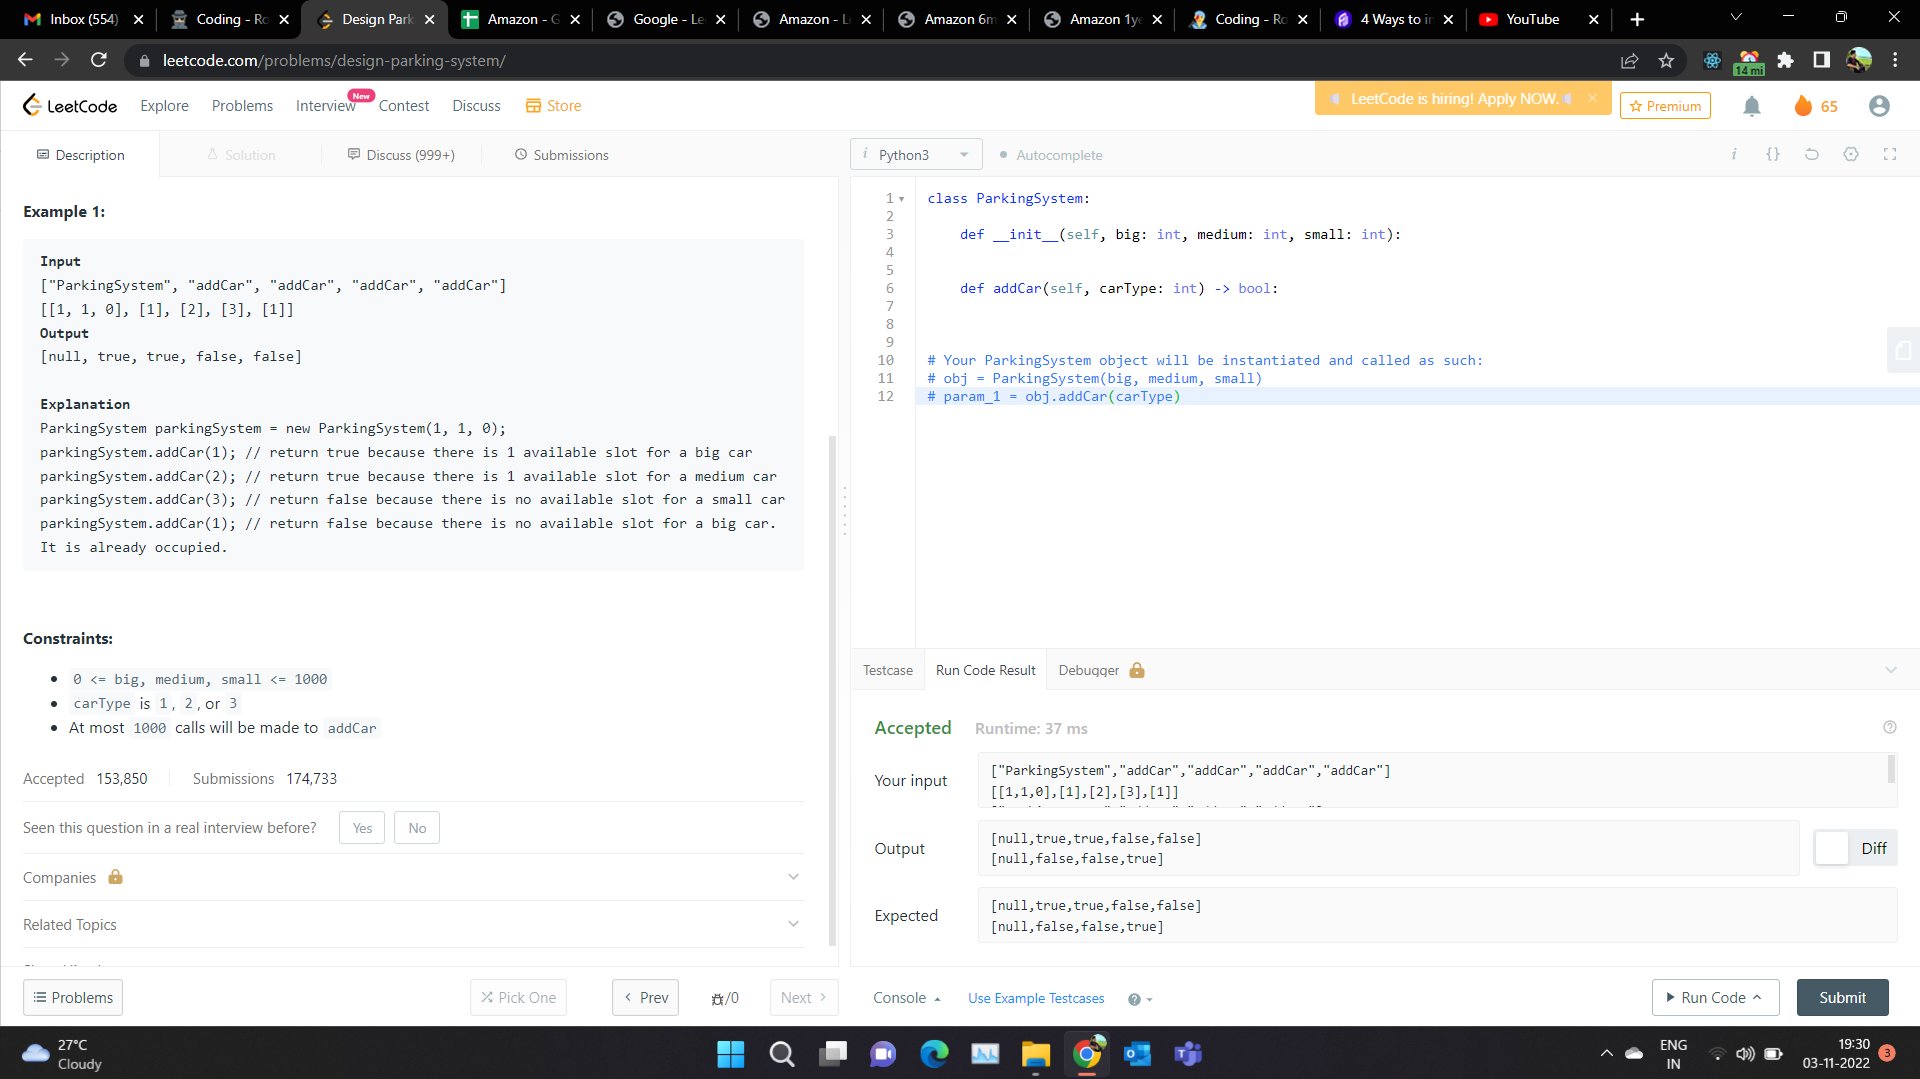 Inbox (554)
Coding - Ro
Design Park
Amazon - G
Google - Le
Amazon - L
Amazon 6m
Amazon 1ye
Coding - Ro
4 Ways to in
YouTube
leetcode.com/problems/design-parking-system/
14 mi
LeetCode
Explore
Problems
Interview
New
Contest
Discuss
Store
LeetCode is hiring! Apply NOW.
Premium
65
Description
Solution
Discuss (999+)
Submissions
Python3
Autocomplete
Example 1:
Input
["ParkingSystem", "addCar", "addCar", "addCar", "addCar"]
[[1, 1, 0], [1], [2], [3], [1]]
Output
[null, true, true, false, false]
Explanation
ParkingSystem parkingSystem = new ParkingSystem(1, 1, 0);
parkingSystem.addCar(1); // return true because there is 1 available slot for a big car
parkingSystem.addCar(2); // return true because there is 1 available slot for a medium car
parkingSystem.addCar(3); // return false because there is no available slot for a small car
parkingSystem.addCar(1); // return false because there is no available slot for a big car.
It is already occupied.
Constraints:
0 <= big, medium, small <= 1000
carType is 1, 2, or 3
At most 1000 calls will be made to addCar
Accepted 153,850
Submissions 174,733
Seen this question in a real interview before?
Yes
No
Companies
Related Topics
Problems
Pick One
Prev
/0
Next
1 class ParkingSystem:
2
3 def __init__(self, big: int, medium: int, small: int):
4
5
6 def addCar(self, carType: int) -> bool:
7
8
9
10 # Your ParkingSystem object will be instantiated and called as such:
11 # obj = ParkingSystem(big, medium, small)
12 # param_1 = obj.addCar(carType)
Testcase
Run Code Result
Debugger
Accepted
Runtime: 37 ms
Your input
["ParkingSystem","addCar","addCar","addCar","addCar"]
[[1,1,0],[1],[2],[3],[1]]
Output
[null,true,true,false,false]
[null,false,false,true]
Diff
Expected
[null,true,true,false,false]
[null,false,false,true]
Console
Use Example Testcases
Run Code
Submit
27°C
Cloudy
ENG
IN
19:30
03-11-2022
3